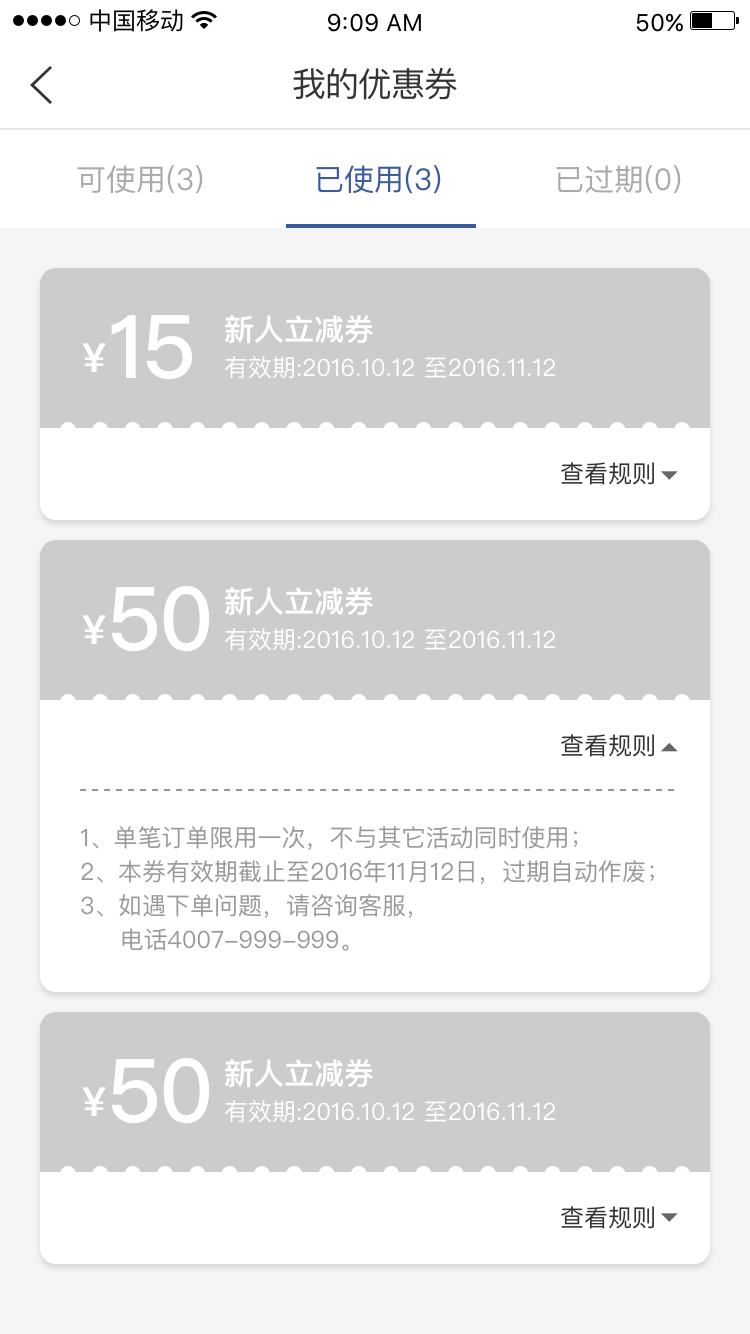 中国移动 9:09 AM 50%
我的优惠券
可使用(3) 已使用(3) 已过期(0)
¥15 新人立减券
有效期:2016.10.12 至2016.11.12
查看规则
¥50 新人立减券
有效期:2016.10.12 至2016.11.12
查看规则
1、单笔订单限用一次，不与其它活动同时使用；
2、本券有效期截止至2016年11月12日，过期自动作废；
3、如遇下单问题，请咨询客服，
电话4007-999-999。
¥50 新人立减券
有效期:2016.10.12 至2016.11.12
查看规则